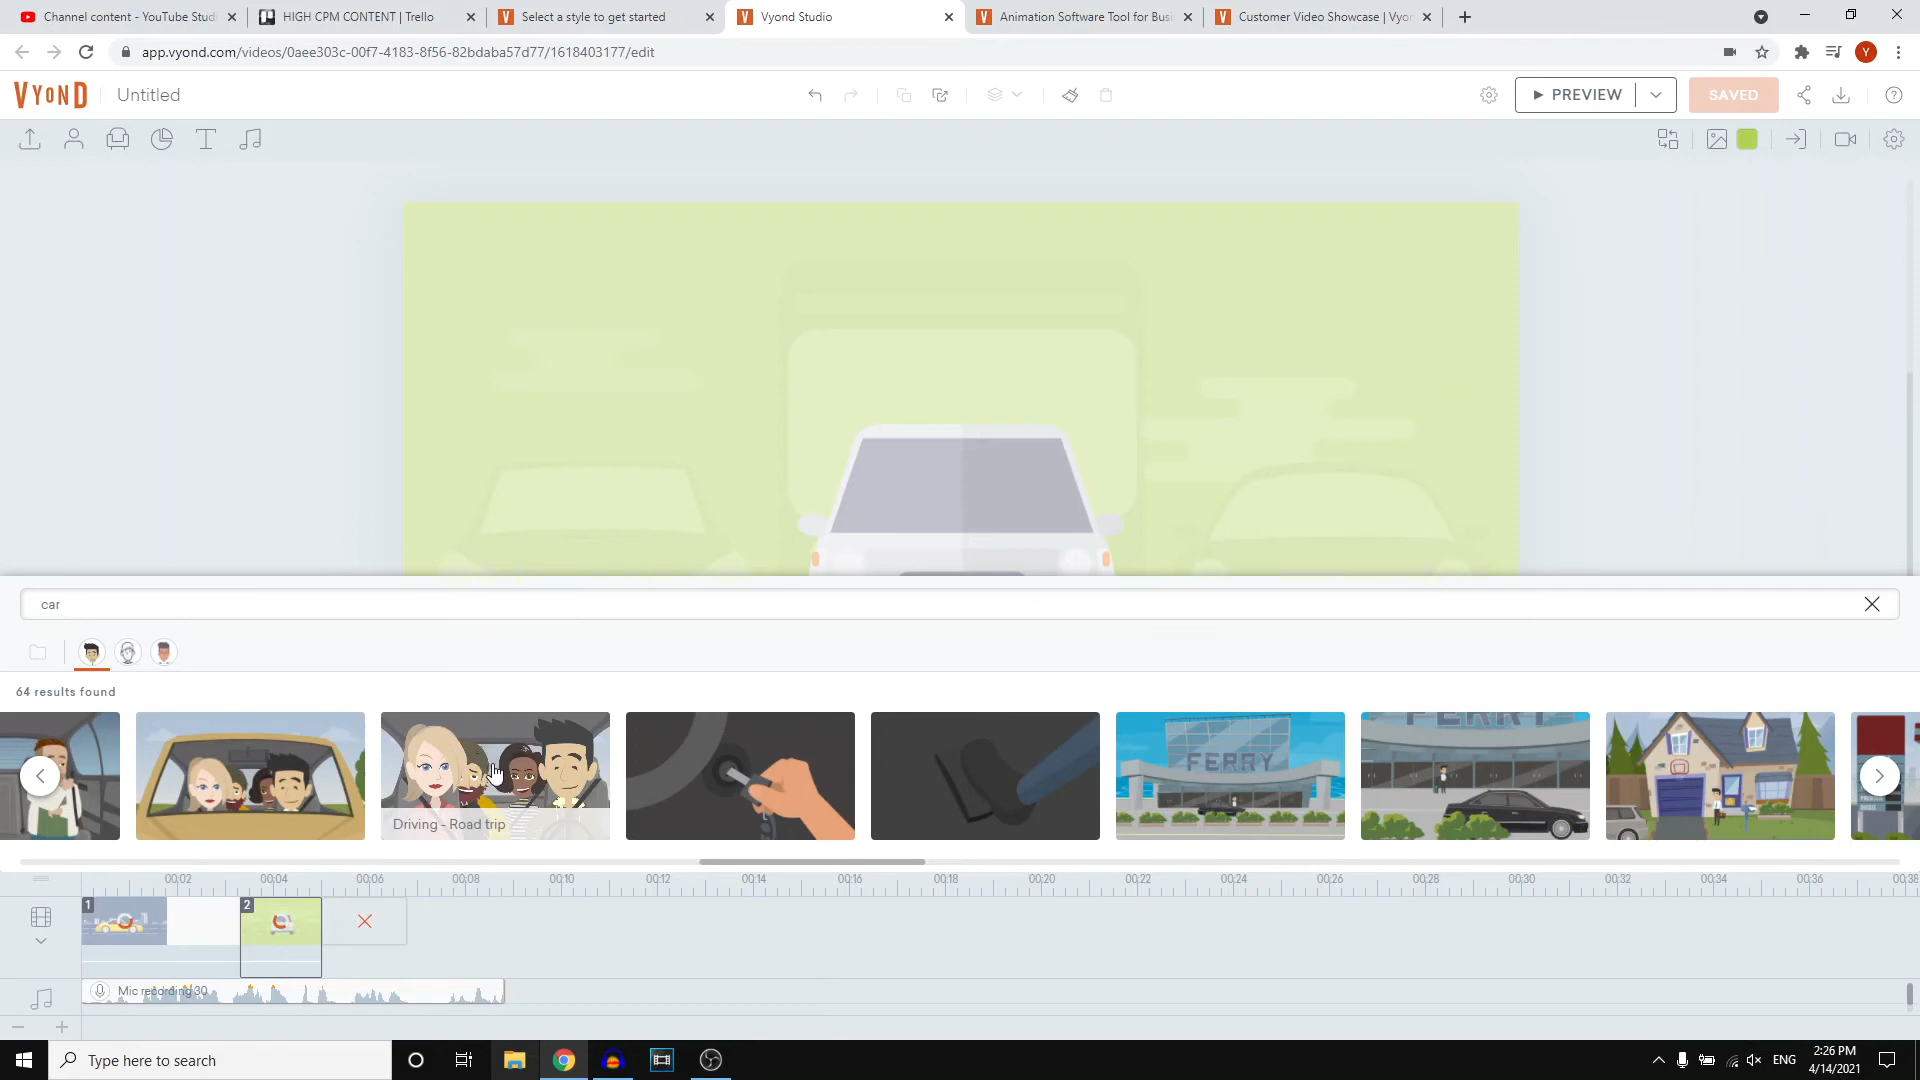 Channel content - YouTube Stud
HIGH CPM CONTENT | Trello
Select a style to get started
Vyond Studio
Animation Software Tool for Busi
Customer Video Showcase | Vyon
app.vyond.com/videos/0aee303c-00f7-4183-8f56-82bdaba57d77/1618403177/edit
Y
VYOND
Untitled
PREVIEW
SAVED
car
64 results found
Driving - Road trip
FERRY
FERRY
00:02 00:04 00:06 00:08 00:10 00:12 00:14 00:16 00:18 00:20 00:22 00:24 00:26 00:28 00:30 00:32 00:34 00:36 00:38
1
2
Mic recording 30
Type here to search
ENG
2:26 PM
4/14/2021